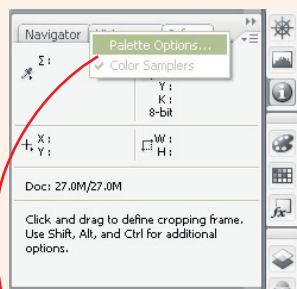 Navigator
Palette Options...
Color Samplers
Σ :
Y :
K :
8-bit
X :
Y :
W :
H :
Doc: 27.0M/27.0M
Click and drag to define cropping frame.
Use Shift, Alt, and Ctrl for additional
options.